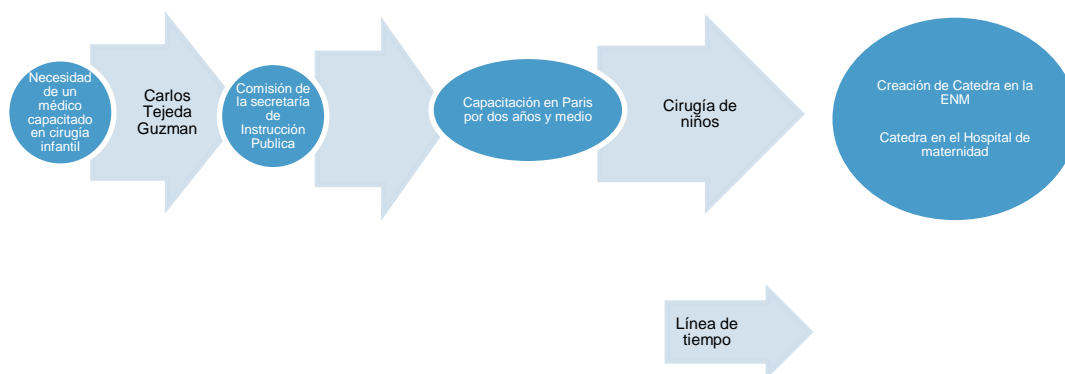 Necesidad
de un
médico
capacitado
en cirugía
infantil
Carlos
Tejeda
Guzman
Comisión de
la secretaría
de
Instrucción
Publica
Capacitación en Paris
por dos años y medio
Cirugía de
niños
Creación de Catedra en la
ENM
Catedra en el Hospital de
maternidad
Línea de
tiempo